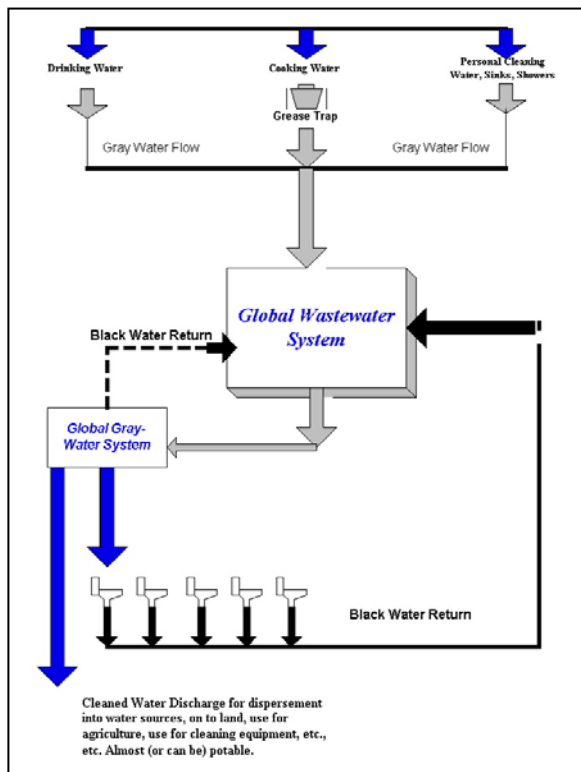 Drinking Water
Cooking Water
Personal Cleaning
Water, Sinks, Showers
Grease Trap
Gray Water Flow
Gray Water Flow
Global Wastewater
System
Black Water Return
Global Gray-
Water System
Black Water Return
Cleaned Water Discharge for dispersement
into water sources, on to land, use for
agriculture, use for cleaning equipment, etc.,
etc. Almost (or can be) potable.